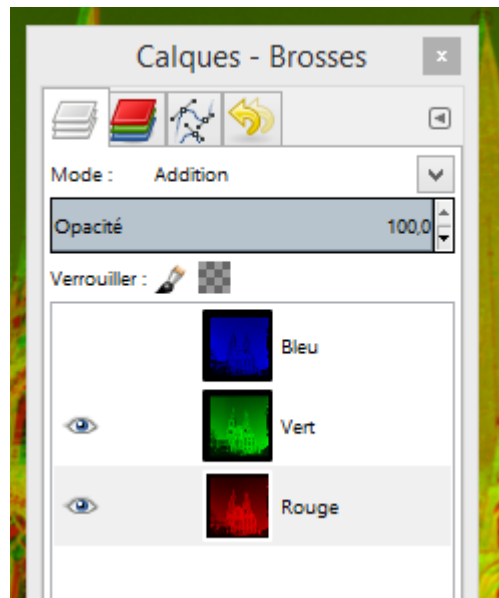 Calques - Brosses
x
Mode : Addition
Opacité 100,0
Verrouiller :
Bleu
Vert
Rouge